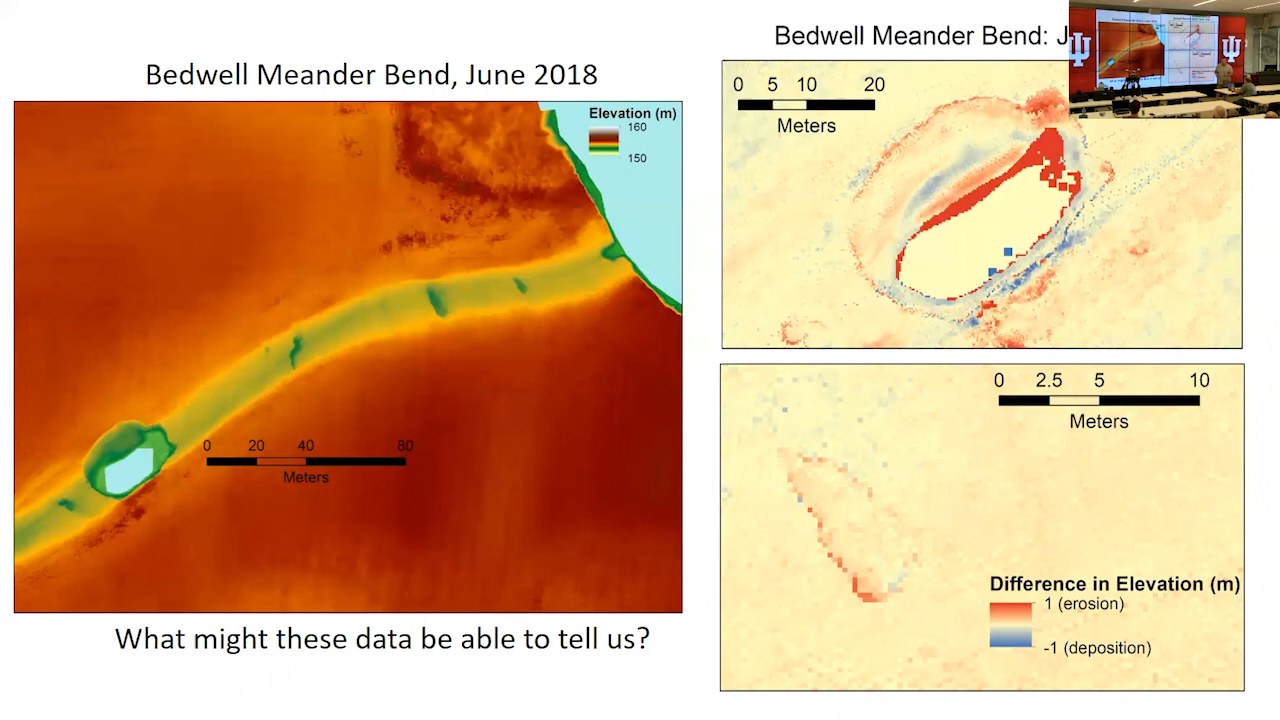 Bedwell Meander Bend, June 2018
Elevation (m)
160
150
0 20 40 80
Meters
What might these data be able to tell us?
Bedwell Meander Bend: J
0 5 10 20
Meters
0 2.5 5 10
Meters
Difference in Elevation (m)
1 (erosion)
-1 (deposition)